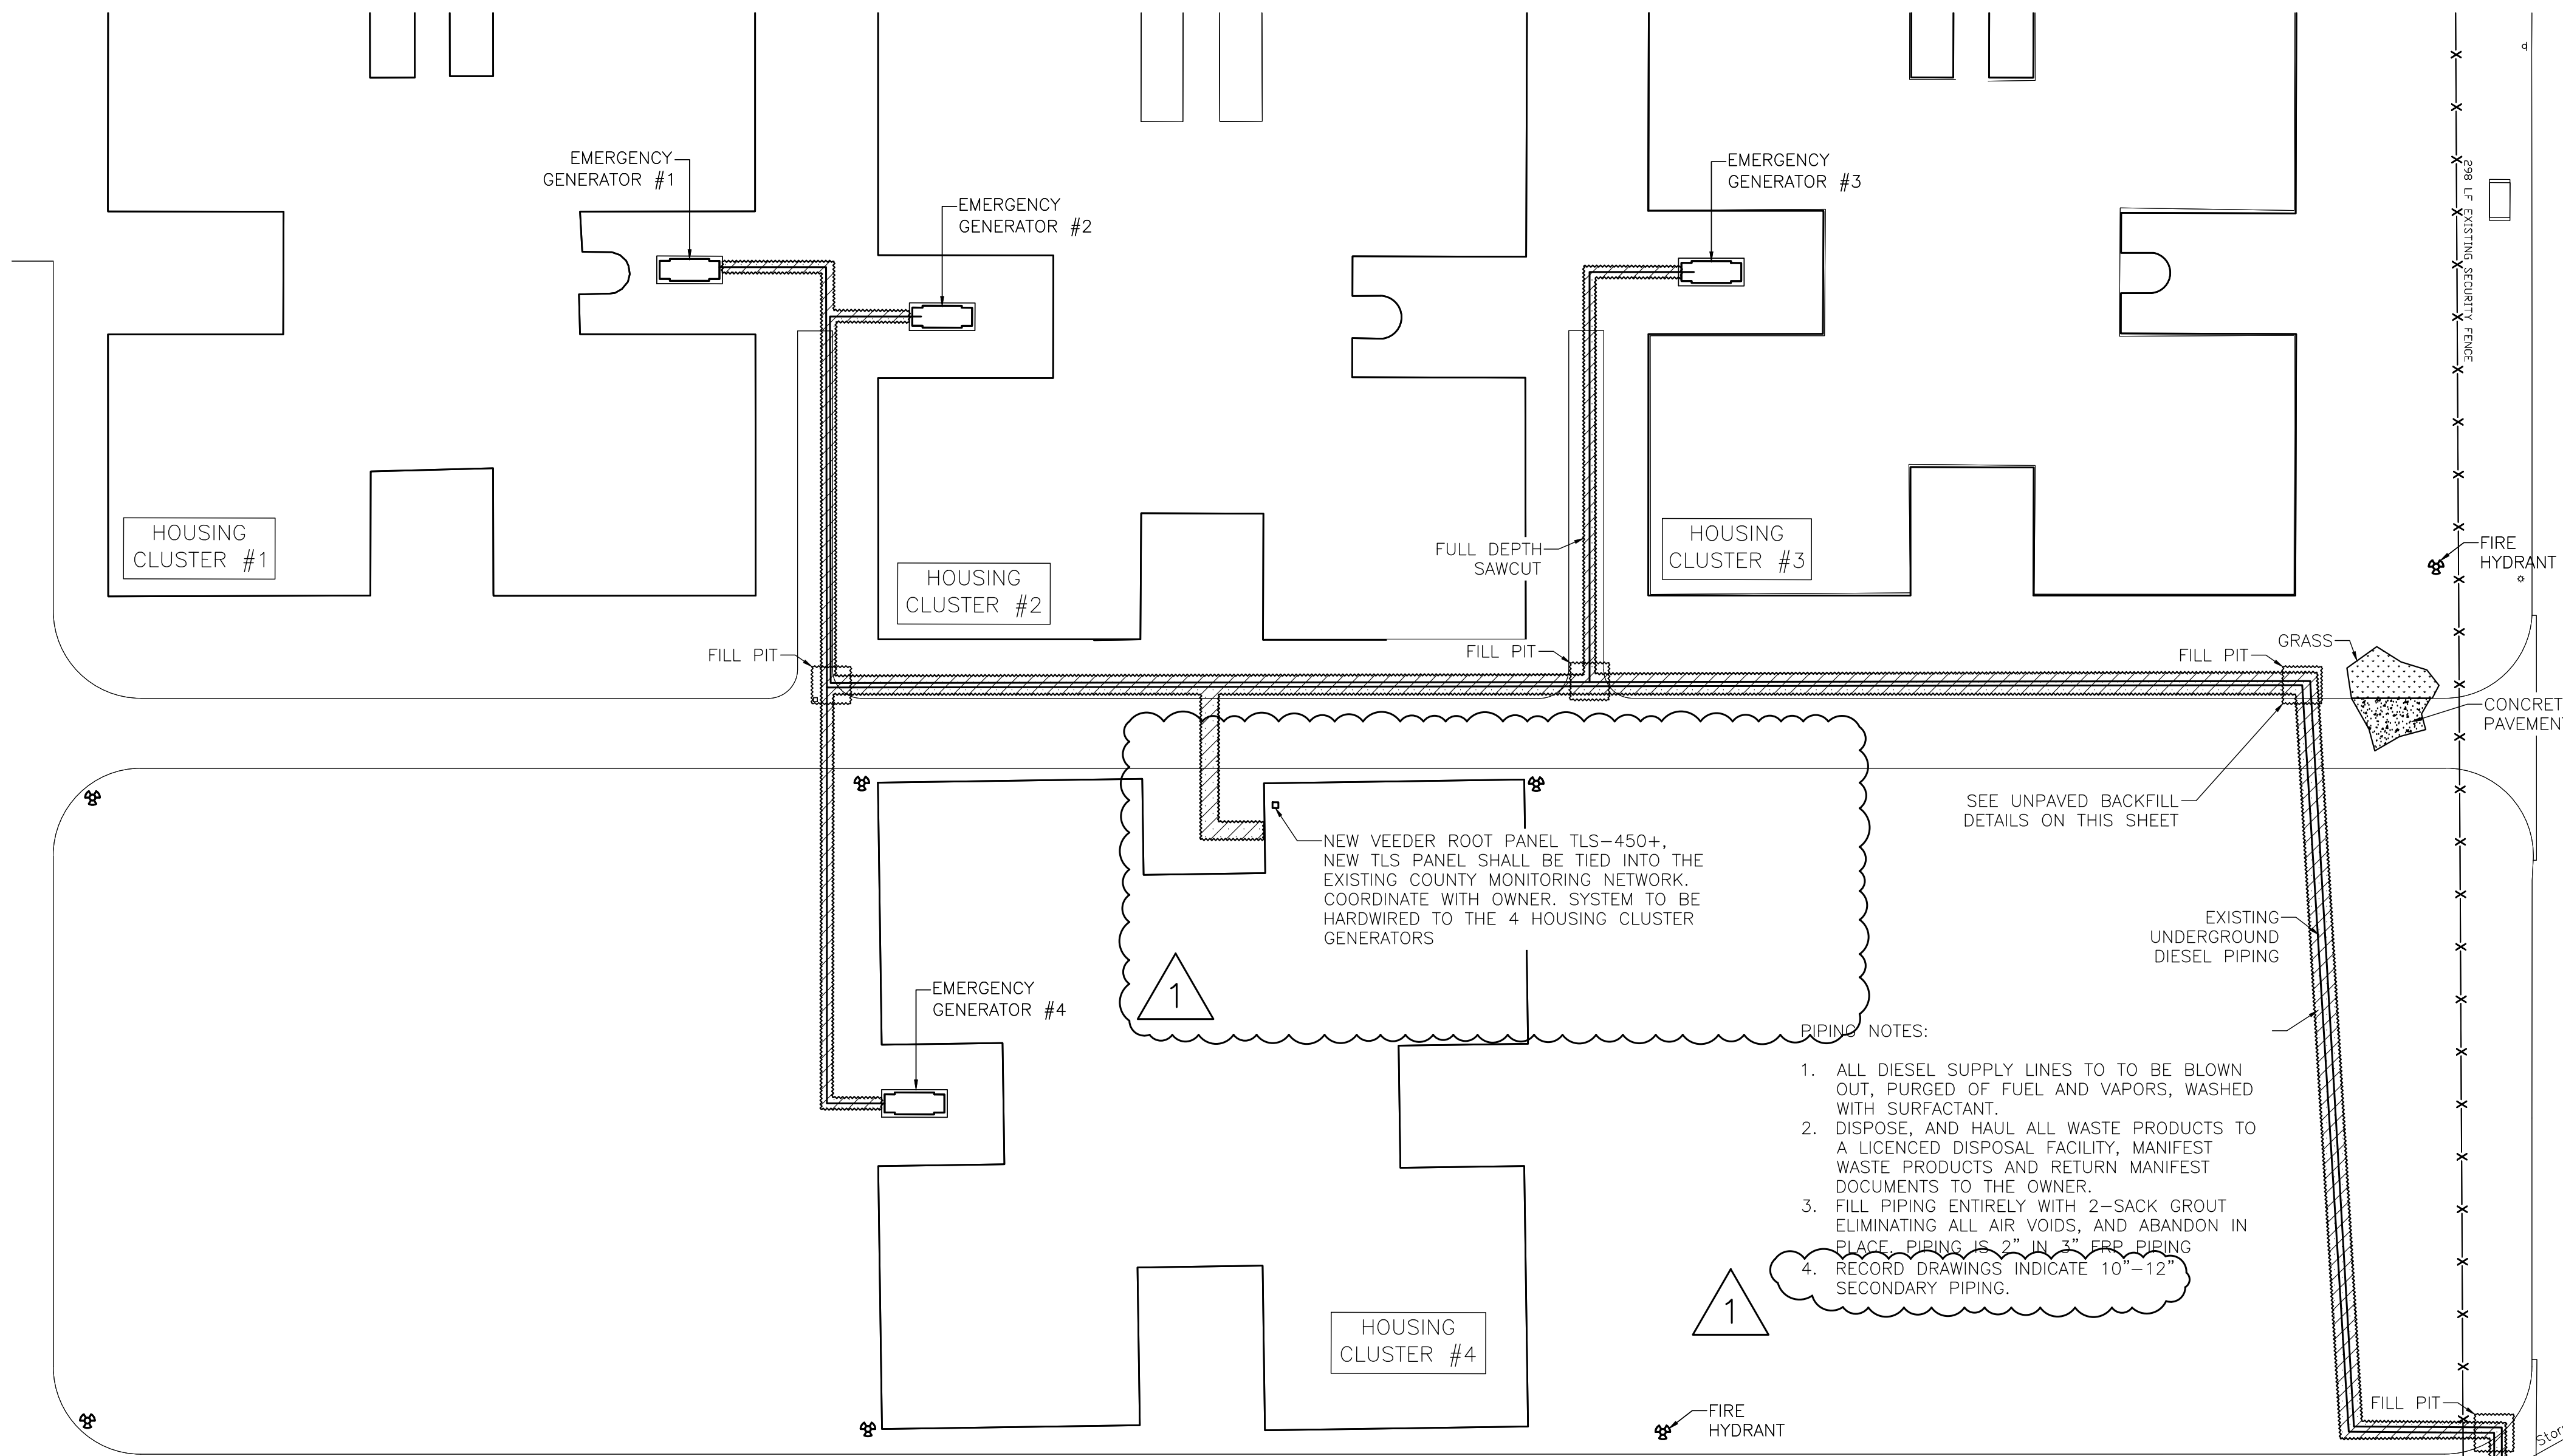 EMERGENCY
GENERATOR #1
EMERGENCY
GENERATOR #2
EMERGENCY
GENERATOR #3
298 LF EXISTING SECURITY FENCE
HOUSING
CLUSTER #1
HOUSING
CLUSTER #2
FULL DEPTH
SAWCUT
HOUSING
CLUSTER #3
FIRE
HYDRANT
FILL PIT
FILL PIT
FILL PIT
GRASS
CONCRET
PAVEMEN
SEE UNPAVED BACKFILL
DETAILS ON THIS SHEET
NEW VEEDER ROOT PANEL TLS-450+,
NEW TLS PANEL SHALL BE TIED INTO THE
EXISTING COUNTY MONITORING NETWORK.
COORDINATE WITH OWNER. SYSTEM TO BE
HARDWIRED TO THE 4 HOUSING CLUSTER
GENERATORS
1
EXISTING
UNDERGROUND
DIESEL PIPING
EMERGENCY
GENERATOR #4
PIPING NOTES:
1. ALL DIESEL SUPPLY LINES TO TO BE BLOWN
OUT, PURGED OF FUEL AND VAPORS, WASHED
WITH SURFACTANT.
2. DISPOSE, AND HAUL ALL WASTE PRODUCTS TO
A LICENCED DISPOSAL FACILITY, MANIFEST
WASTE PRODUCTS AND RETURN MANIFEST
DOCUMENTS TO THE OWNER.
3. FILL PIPING ENTIRELY WITH 2-SACK GROUT
ELIMINATING ALL AIR VOIDS, AND ABANDON IN
PLACE. PIPING IS 2" IN 3" FRP PIPING
4. RECORD DRAWINGS INDICATE 10"-12"
SECONDARY PIPING.
1
HOUSING
CLUSTER #4
FIRE
HYDRANT
FILL PIT
Stor